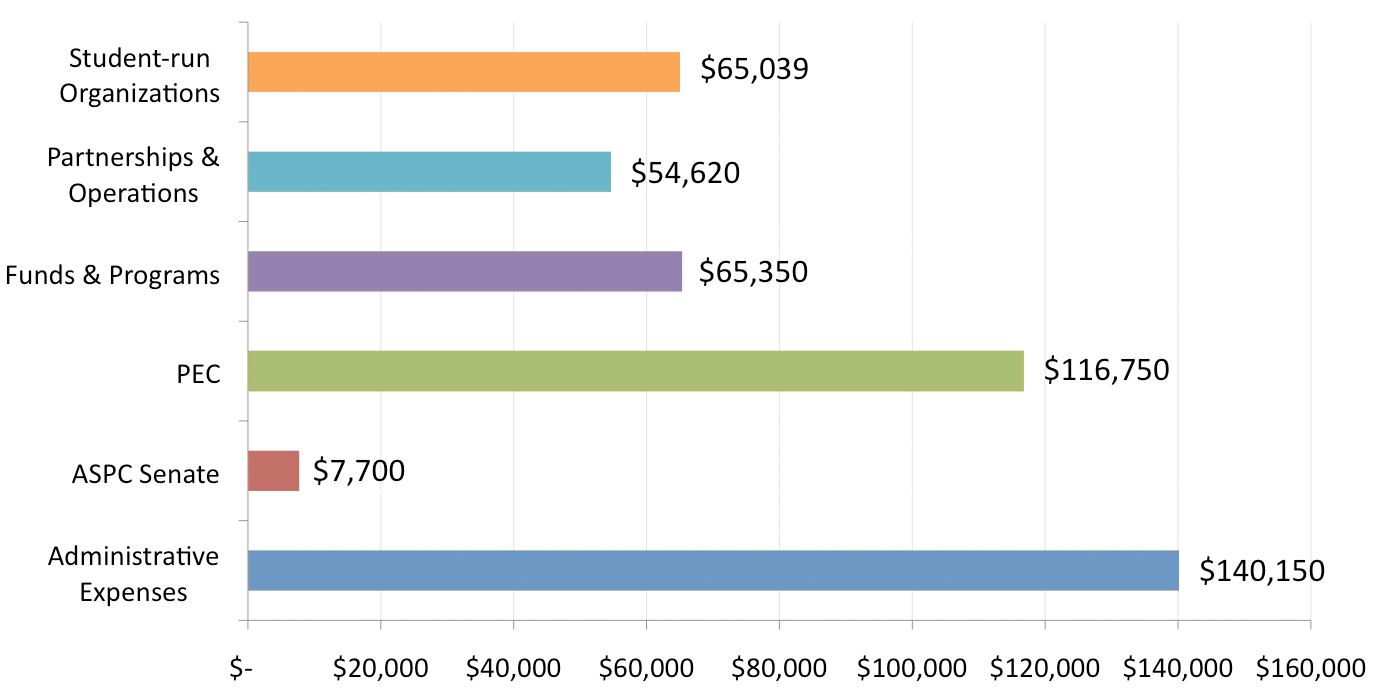 Student-run
Organizations
$65,039
Partnerships &
Operations
$54,620
Funds & Programs
$65,350
PEC
$116,750
ASPC Senate
$7,700
Administrative
Expenses
$140,150
$- $20,000 $40,000 $60,000 $80,000 $100,000 $120,000 $140,000 $160,000